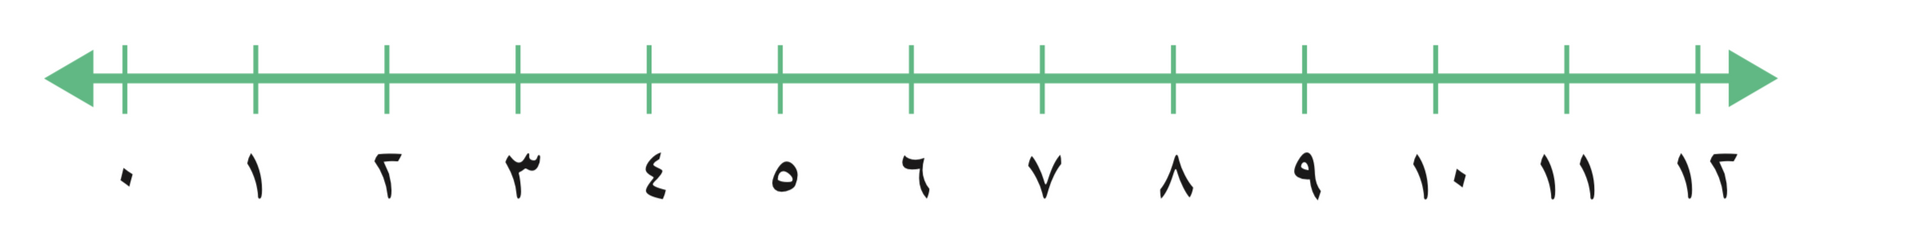 ٠ ١ ٢ ٣ ٤ ٥ ٦ ٧ ٨ ٩ ١٠ ١١ ١٢